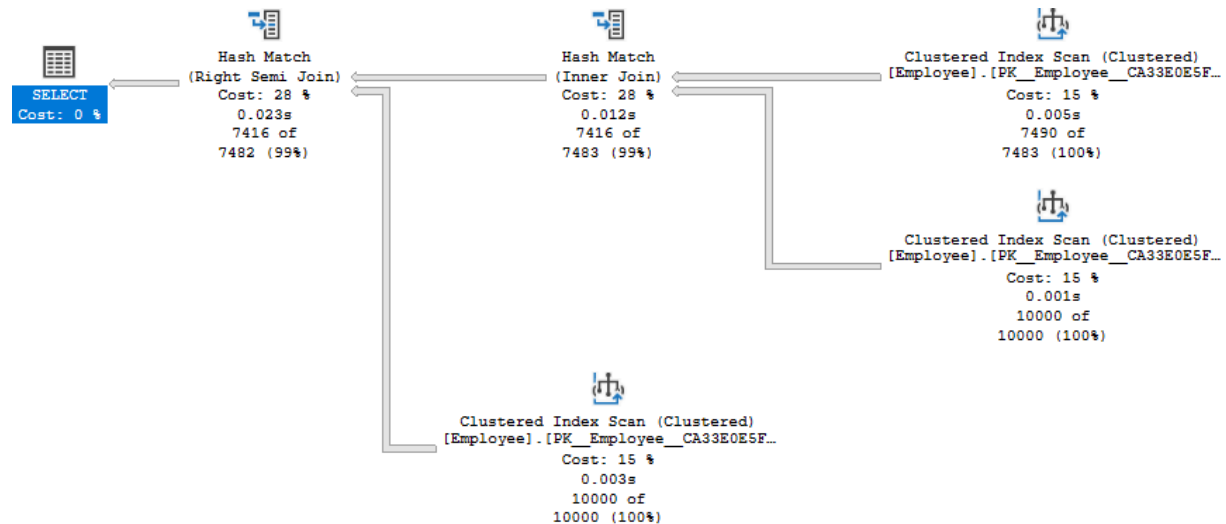 SELECT
Cost: 0 %
Hash Match
(Right Semi Join)
Cost: 28 %
0.023s
7416 of
7482 (99%)
Hash Match
(Inner Join)
Cost: 28 %
0.012s
7416 of
7483 (99%)
Clustered Index Scan (Clustered)
[Employee].[PK__Employee__CA33E0E5F…
Cost: 15 %
0.005s
7490 of
7483 (100%)
Clustered Index Scan (Clustered)
[Employee].[PK__Employee__CA33E0E5F…
Cost: 15 %
0.001s
10000 of
10000 (100%)
Clustered Index Scan (Clustered)
[Employee].[PK__Employee__CA33E0E5F…
Cost: 15 %
0.003s
10000 of
10000 (100%)